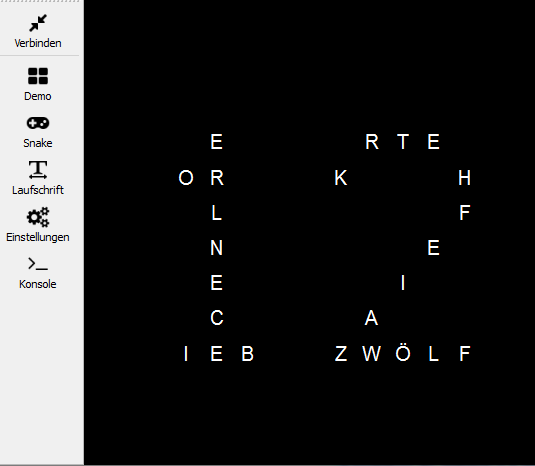 Verbinden
Demo
Snake
Laufschrift
Einstellungen
Konsole
E R T E
O R K H
L F
N E
E I
C A
I E B Z W Ö L F